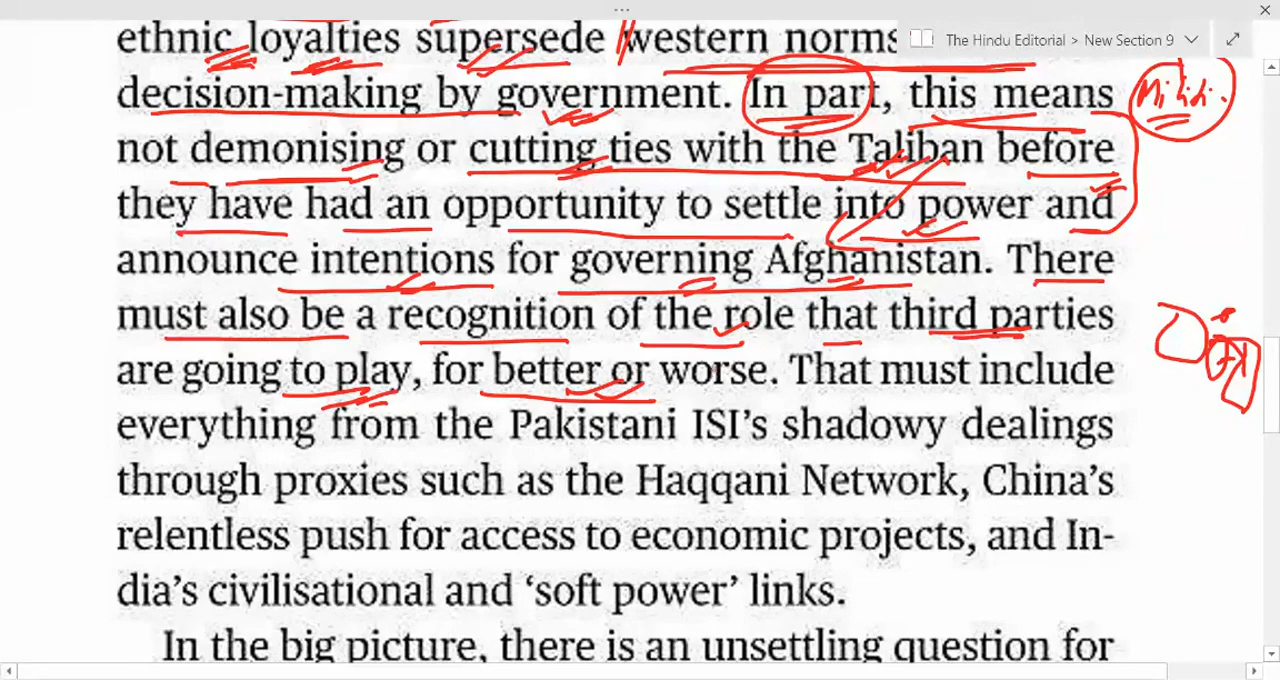 ethnic loyalties supersede western norms
The Hindu Editorial > New Section 9
decision-making by government. In part, this means
not demonising or cutting ties with the Taliban before
they have had an opportunity to settle into power and
announce intentions for governing Afghanistan. There
must also be a recognition of the role that third parties
are going to play, for better or worse. That must include
everything from the Pakistani ISI's shadowy dealings
through proxies such as the Haqqani Network, China's
relentless push for access to economic projects, and In-
dia's civilisational and 'soft power' links.
In the big picture, there is an unsettling question for